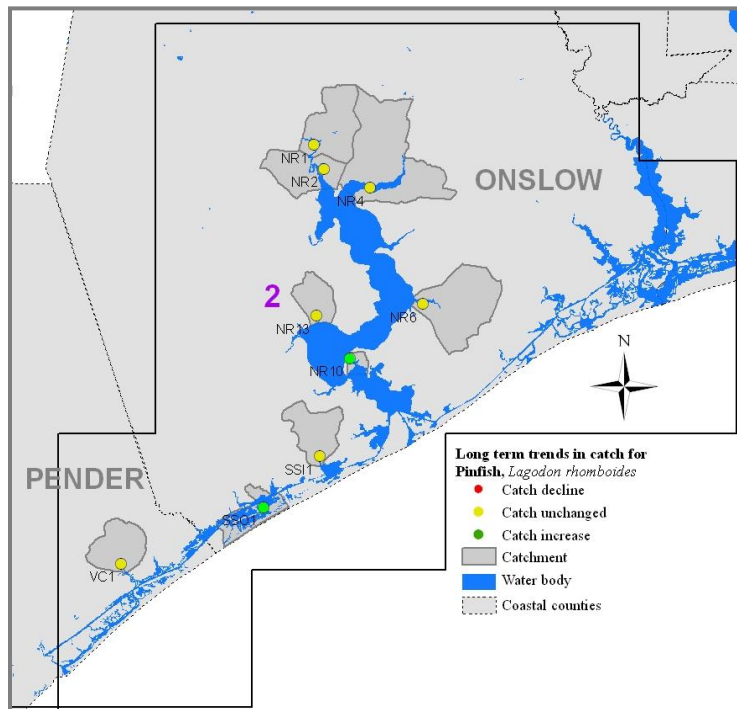 NR1
NR2
NR4
ONSLOW
2
NR13
NR6
NR10
N
SSI1
PENDER
SSO1
VC1
Long term trends in catch for
Pinfish, Lagodon rhomboides
Catch decline
Catch unchanged
Catch increase
Catchment
Water body
Coastal counties